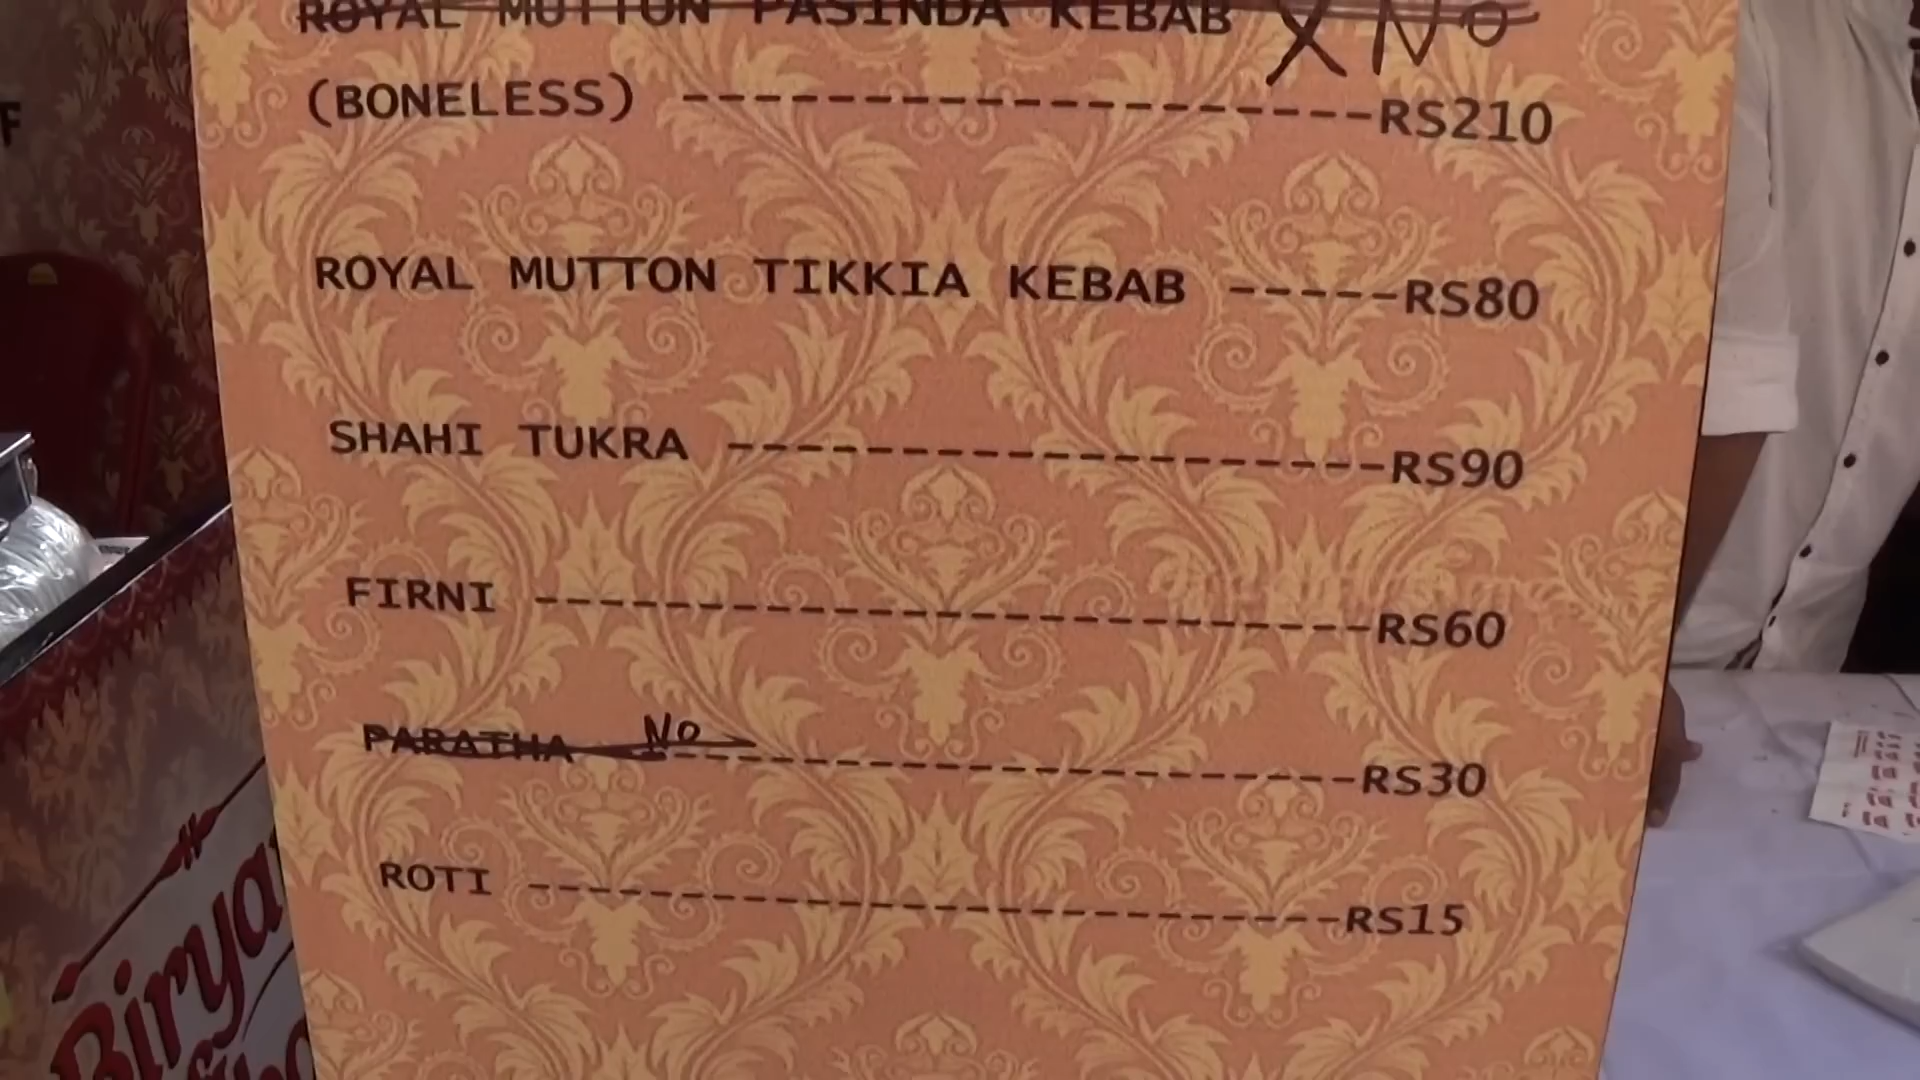 ROYAL MUTTON PASINDA KEBAB X No
(BONELESS) -------------------RS210
ROYAL MUTTON TIKKIA KEBAB -----RS80
SHAHI TUKRA ------------------RS90
FIRNI -----------------------RS60
PARATHA No -------------------RS30
ROTI ----------------------RS15
F
Birya